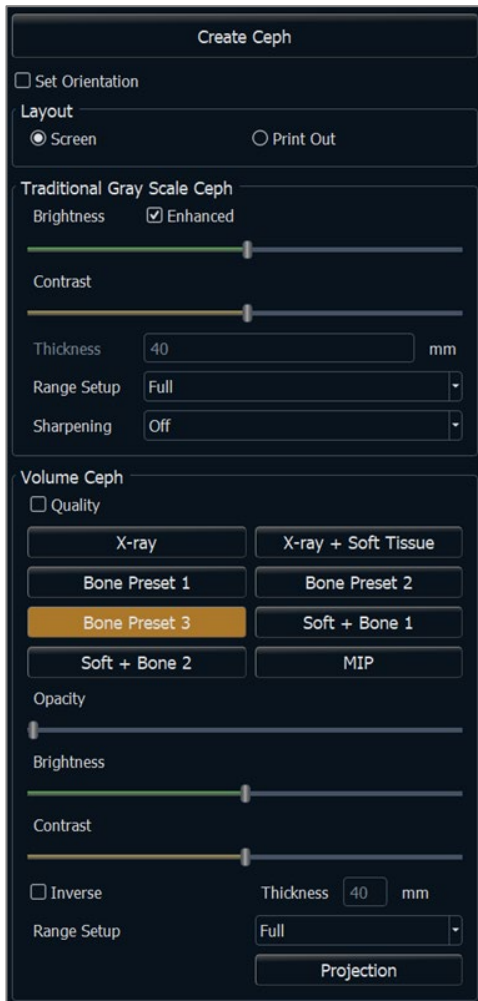 Create Ceph
Set Orientation
Layout
Screen Print Out
Traditional Gray Scale Ceph
Brightness Enhanced
Contrast
Thickness 40 mm
Range Setup Full
Sharpening Off
Volume Ceph
Quality
X-ray X-ray + Soft Tissue
Bone Preset 1 Bone Preset 2
Bone Preset 3 Soft + Bone 1
Soft + Bone 2 MIP
Opacity
Brightness
Contrast
Inverse Thickness 40 mm
Range Setup Full
Projection